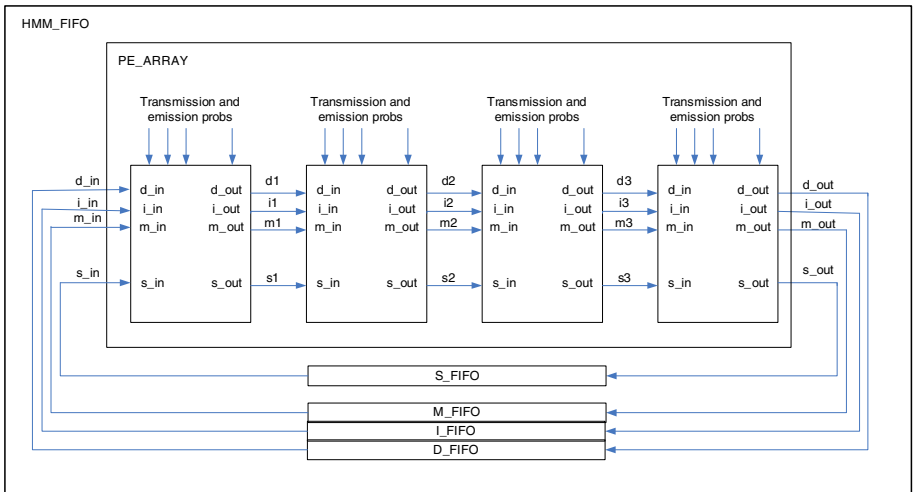 HMM_FIFO
PE_ARRAY
Transmission and emission probs
Transmission and emission probs
Transmission and emission probs
Transmission and emission probs
d_in
i_in
m_in
s_in
d_in d_out
i_in i_out
m_in m_out
s_in s_out
d1
i1
m1
s1
d_in d_out
i_in i_out
m_in m_out
s_in s_out
d2
i2
m2
s2
d_in d_out
i_in i_out
m_in m_out
s_in s_out
d3
i3
m3
s3
d_in d_out
i_in i_out
m_in m_out
s_in s_out
d_out
i_out
m_out
s_out
S_FIFO
M_FIFO
I_FIFO
D_FIFO